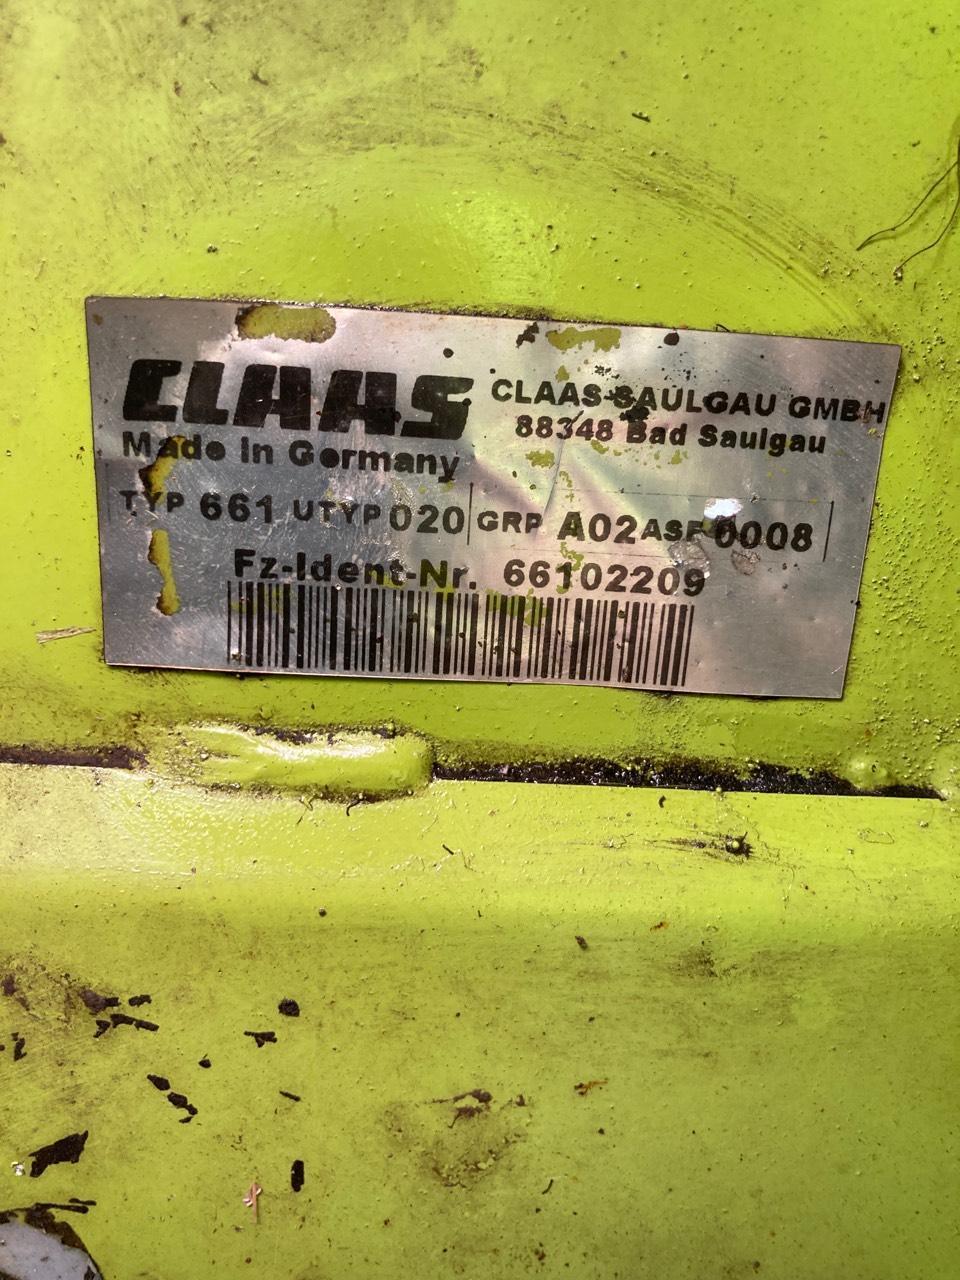 CLAAS
CLAAS SAULGAU GMBH
88348 Bad Saulgau
Made in Germany
TYP 661 UTYP 020 GRP A02 ASF 0008
Fz-Ident-Nr. 66102209